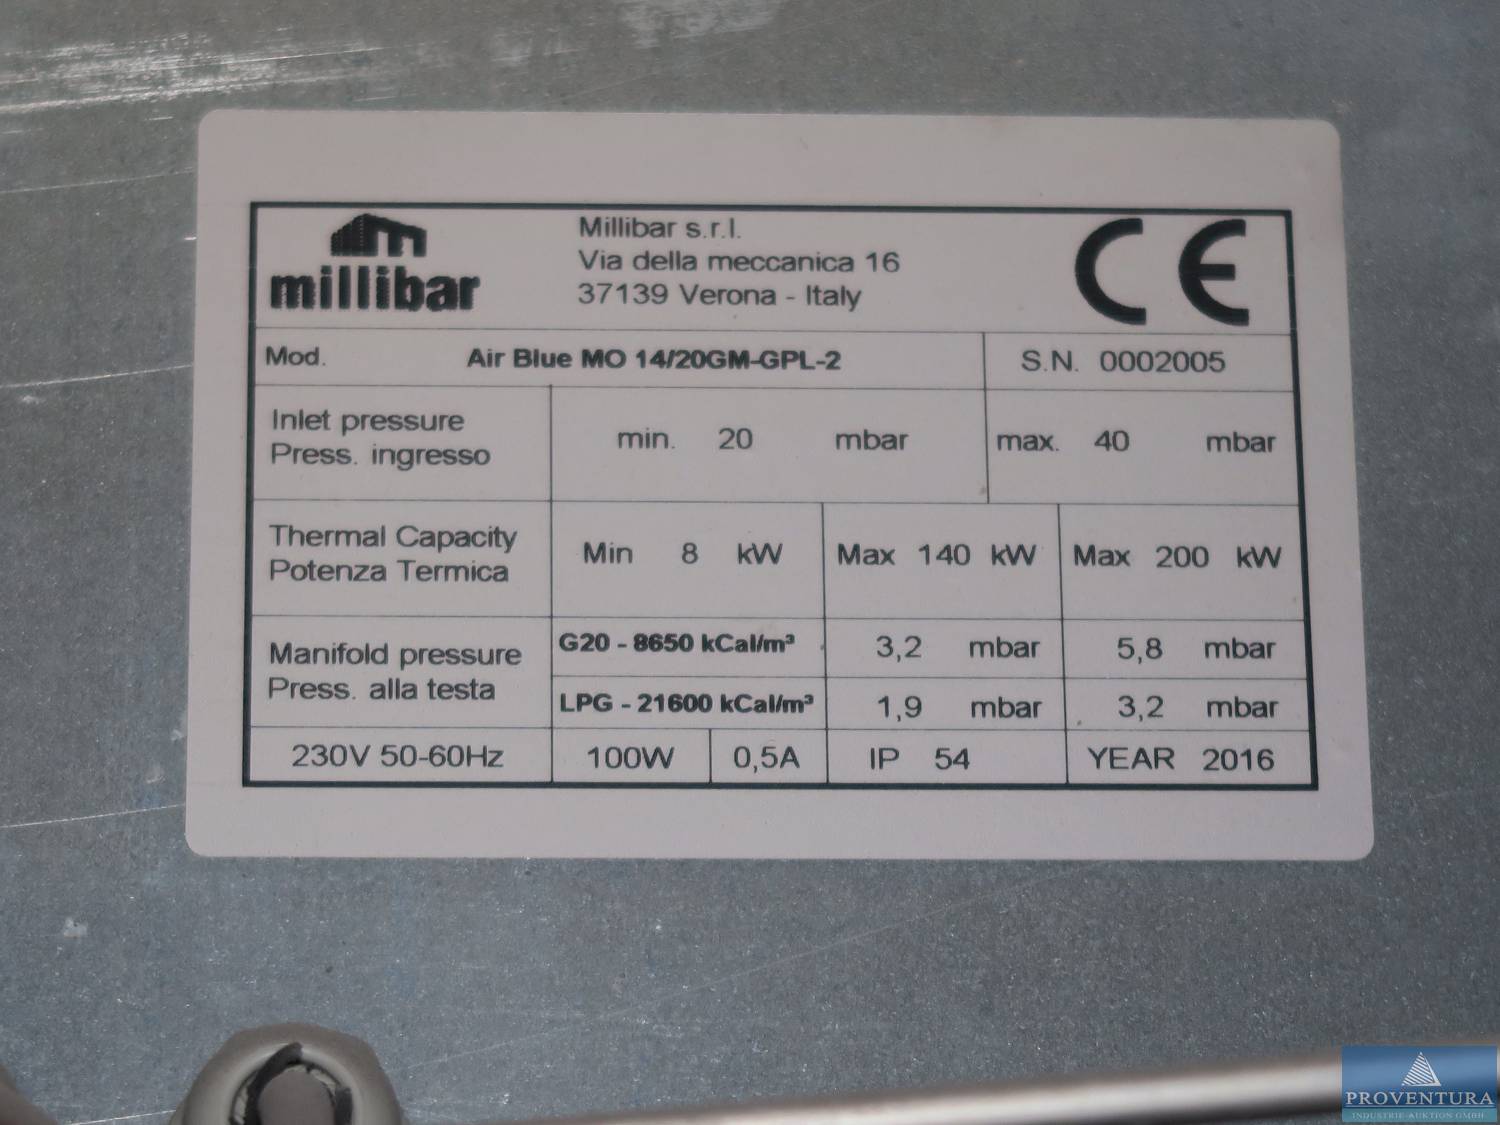 millibar
Millibar s.r.l.
Via della meccanica 16
37139 Verona - Italy
CE
Mod. Air Blue MO 14/20GM-GPL-2 S.N. 0002005
Inlet pressure
Press. ingresso
min. 20 mbar max. 40 mbar
Thermal Capacity
Potenza Termica
Min 8 kW Max 140 kW Max 200 kW
Manifold pressure
Press. alla testa
G20 - 8650 kCal/m³ 3,2 mbar 5,8 mbar
LPG - 21600 kCal/m³ 1,9 mbar 3,2 mbar
230V 50-60Hz 100W 0,5A IP 54 YEAR 2016
PROVENTURA
INDUSTRIE-AUKTION GMBH